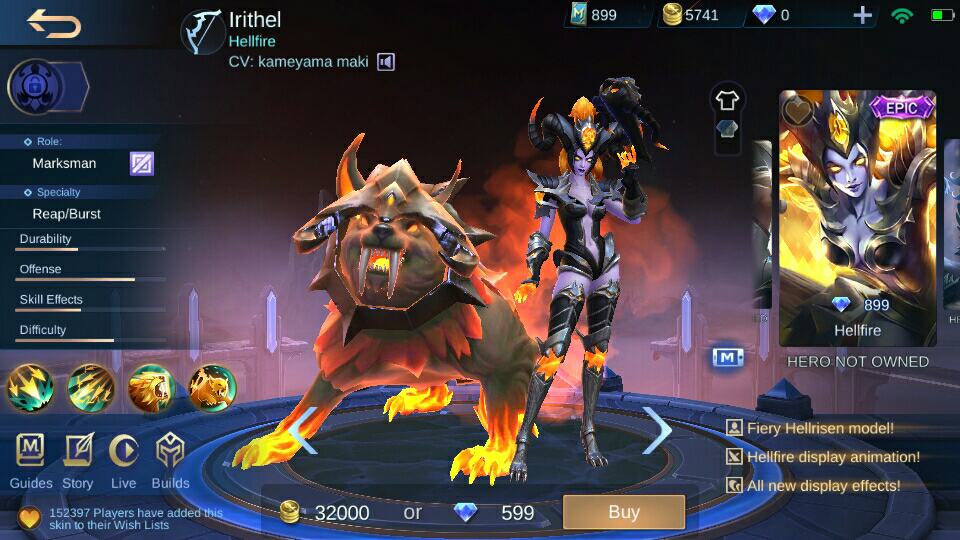 Irithel
Hellfire
CV: kameyama maki
899
5741
0
Role:
Marksman
Specialty
Reap/Burst
Durability
Offense
Skill Effects
Difficulty
Guides
Story
Live
Builds
152397 Players have added this
skin to their Wish Lists
32000
or
599
Buy
EPIC
899
Hellfire
HERO NOT OWNED
M
Fiery Hellrisen model!
Hellfire display animation!
All new display effects!